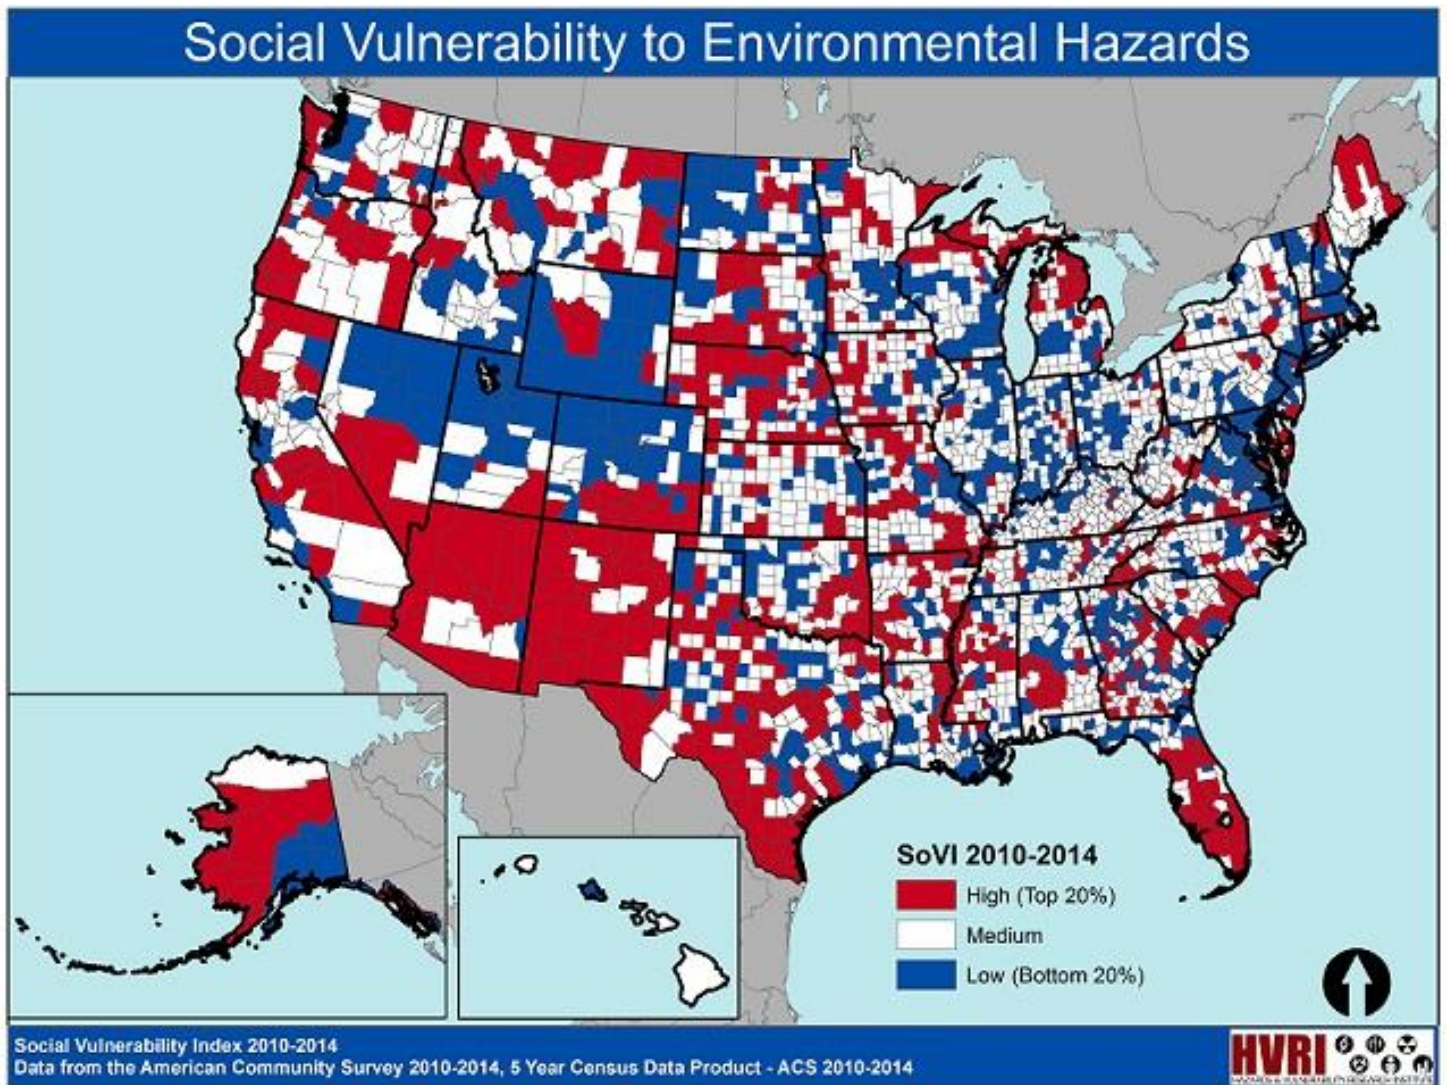 Social Vulnerability to Environmental Hazards
SoVI 2010-2014
High (Top 20%)
Medium
Low (Bottom 20%)
Social Vulnerability Index 2010-2014
Data from the American Community Survey 2010-2014, 5 Year Census Data Product - ACS 2010-2014
HVRI